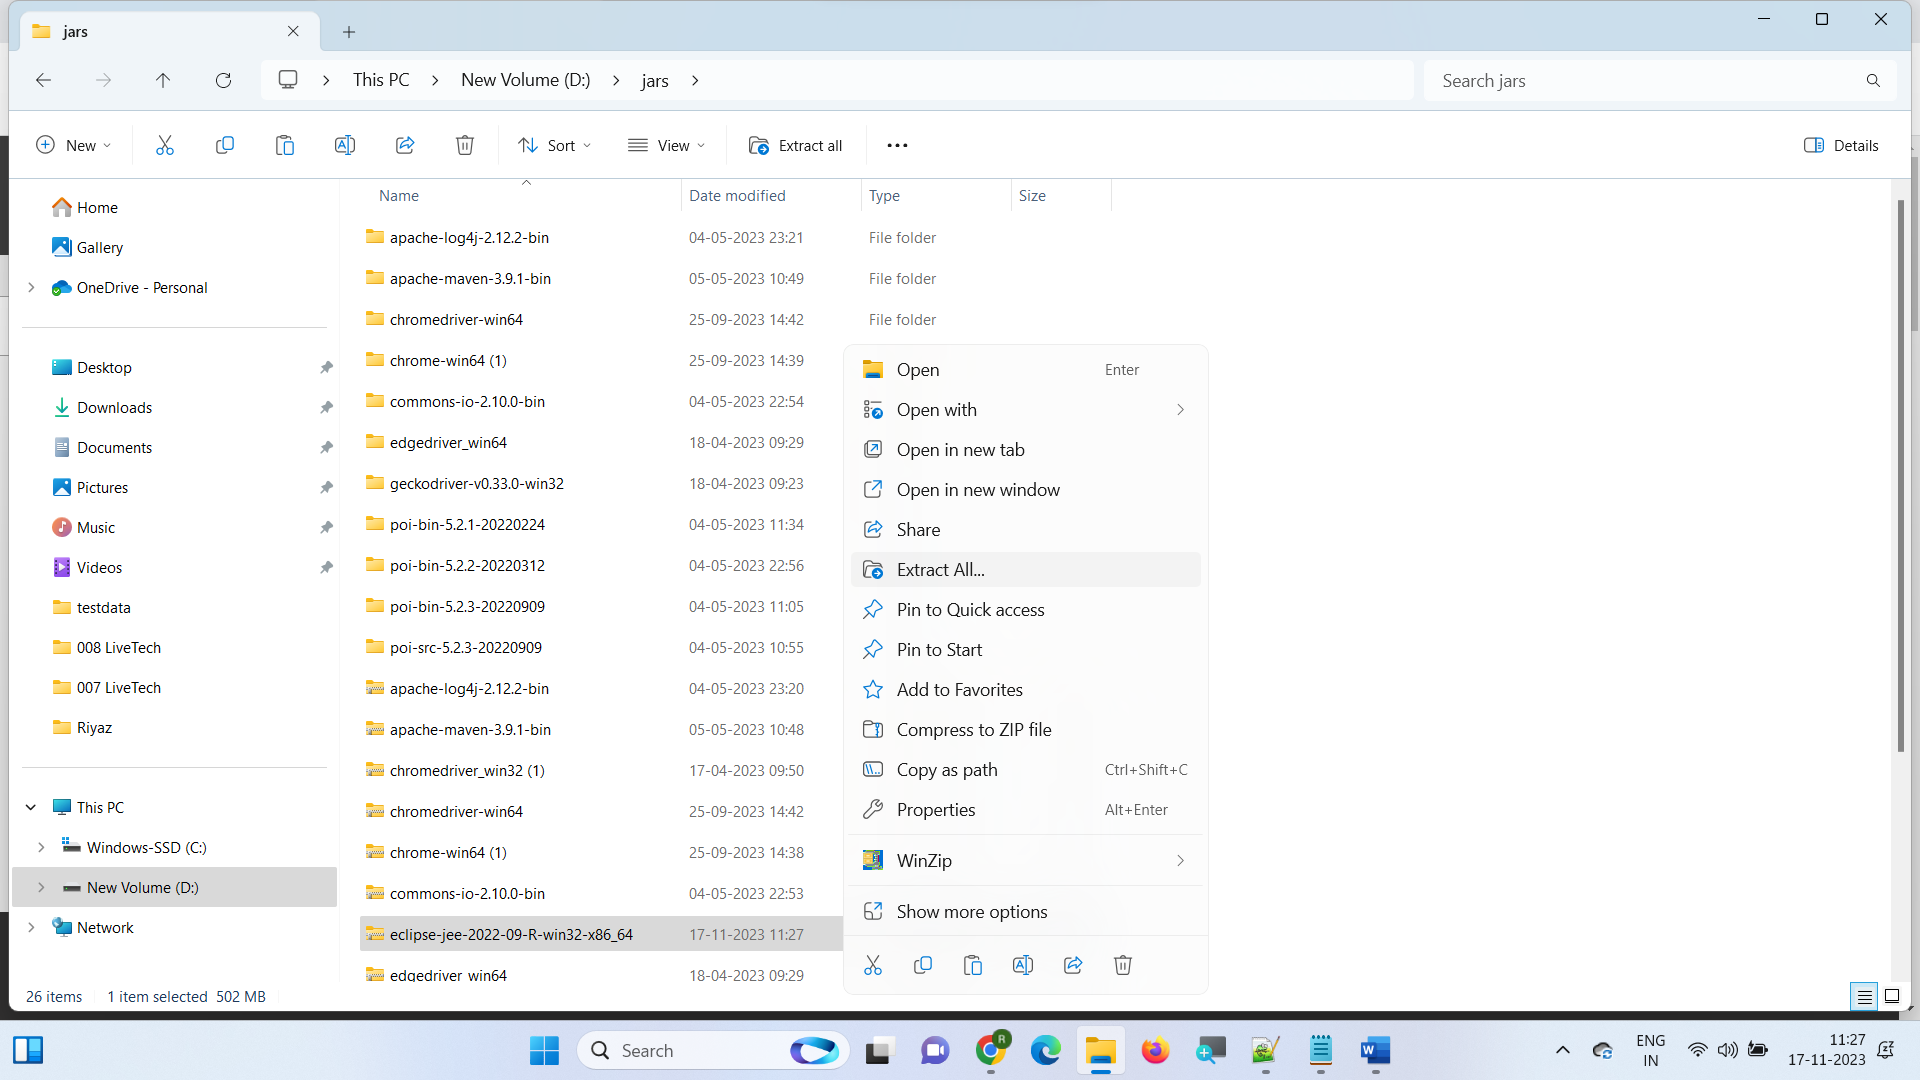 jars
This PC
New Volume (D:)
jars
Search jars
New
Sort
View
Extract all
Details
Home
Gallery
OneDrive - Personal
Desktop
Downloads
Documents
Pictures
Music
Videos
testdata
008 LiveTech
007 LiveTech
Riyaz
This PC
Windows-SSD (C:)
New Volume (D:)
Network
Name Date modified Type Size
apache-log4j-2.12.2-bin 04-05-2023 23:21 File folder
apache-maven-3.9.1-bin 05-05-2023 10:49 File folder
chromedriver-win64 25-09-2023 14:42 File folder
chrome-win64 (1) 25-09-2023 14:39
commons-io-2.10.0-bin 04-05-2023 22:54
edgedriver_win64 18-04-2023 09:29
geckodriver-v0.33.0-win32 18-04-2023 09:23
poi-bin-5.2.1-20220224 04-05-2023 11:34
poi-bin-5.2.2-20220312 04-05-2023 22:56
poi-bin-5.2.3-20220909 04-05-2023 11:05
poi-src-5.2.3-20220909 04-05-2023 10:55
apache-log4j-2.12.2-bin 04-05-2023 23:20
apache-maven-3.9.1-bin 05-05-2023 10:48
chromedriver_win32 (1) 17-04-2023 09:50
chromedriver-win64 25-09-2023 14:42
chrome-win64 (1) 25-09-2023 14:38
commons-io-2.10.0-bin 04-05-2023 22:53
eclipse-jee-2022-09-R-win32-x86_64 17-11-2023 11:27
edgedriver_win64 18-04-2023 09:29
Open Enter
Open with
Open in new tab
Open in new window
Share
Extract All...
Pin to Quick access
Pin to Start
Add to Favorites
Compress to ZIP file
Copy as path Ctrl+Shift+C
Properties Alt+Enter
WinZip
Show more options
26 items 1 item selected 502 MB
Search
R
W
ENG
IN
11:27
17-11-2023